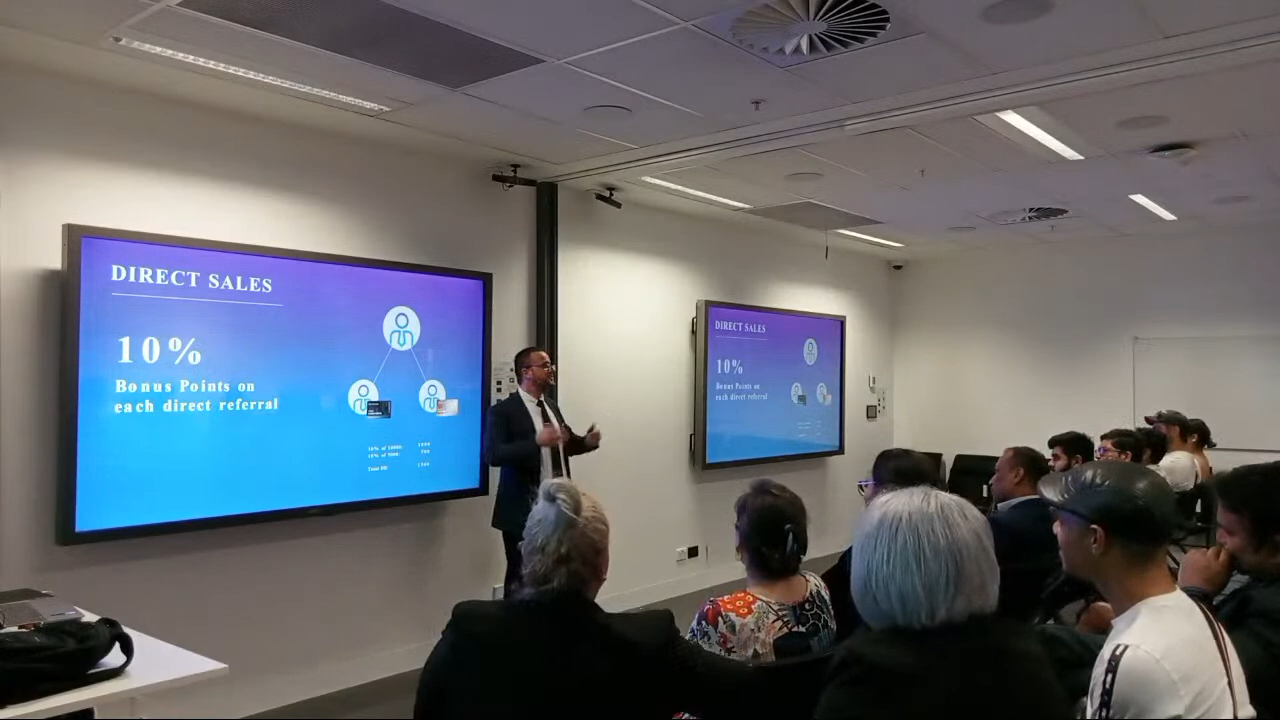 DIRECT SALES
10%
Bonus Points on
each direct referral
DIRECT SALES
10%
Bonus Points on
each direct referral